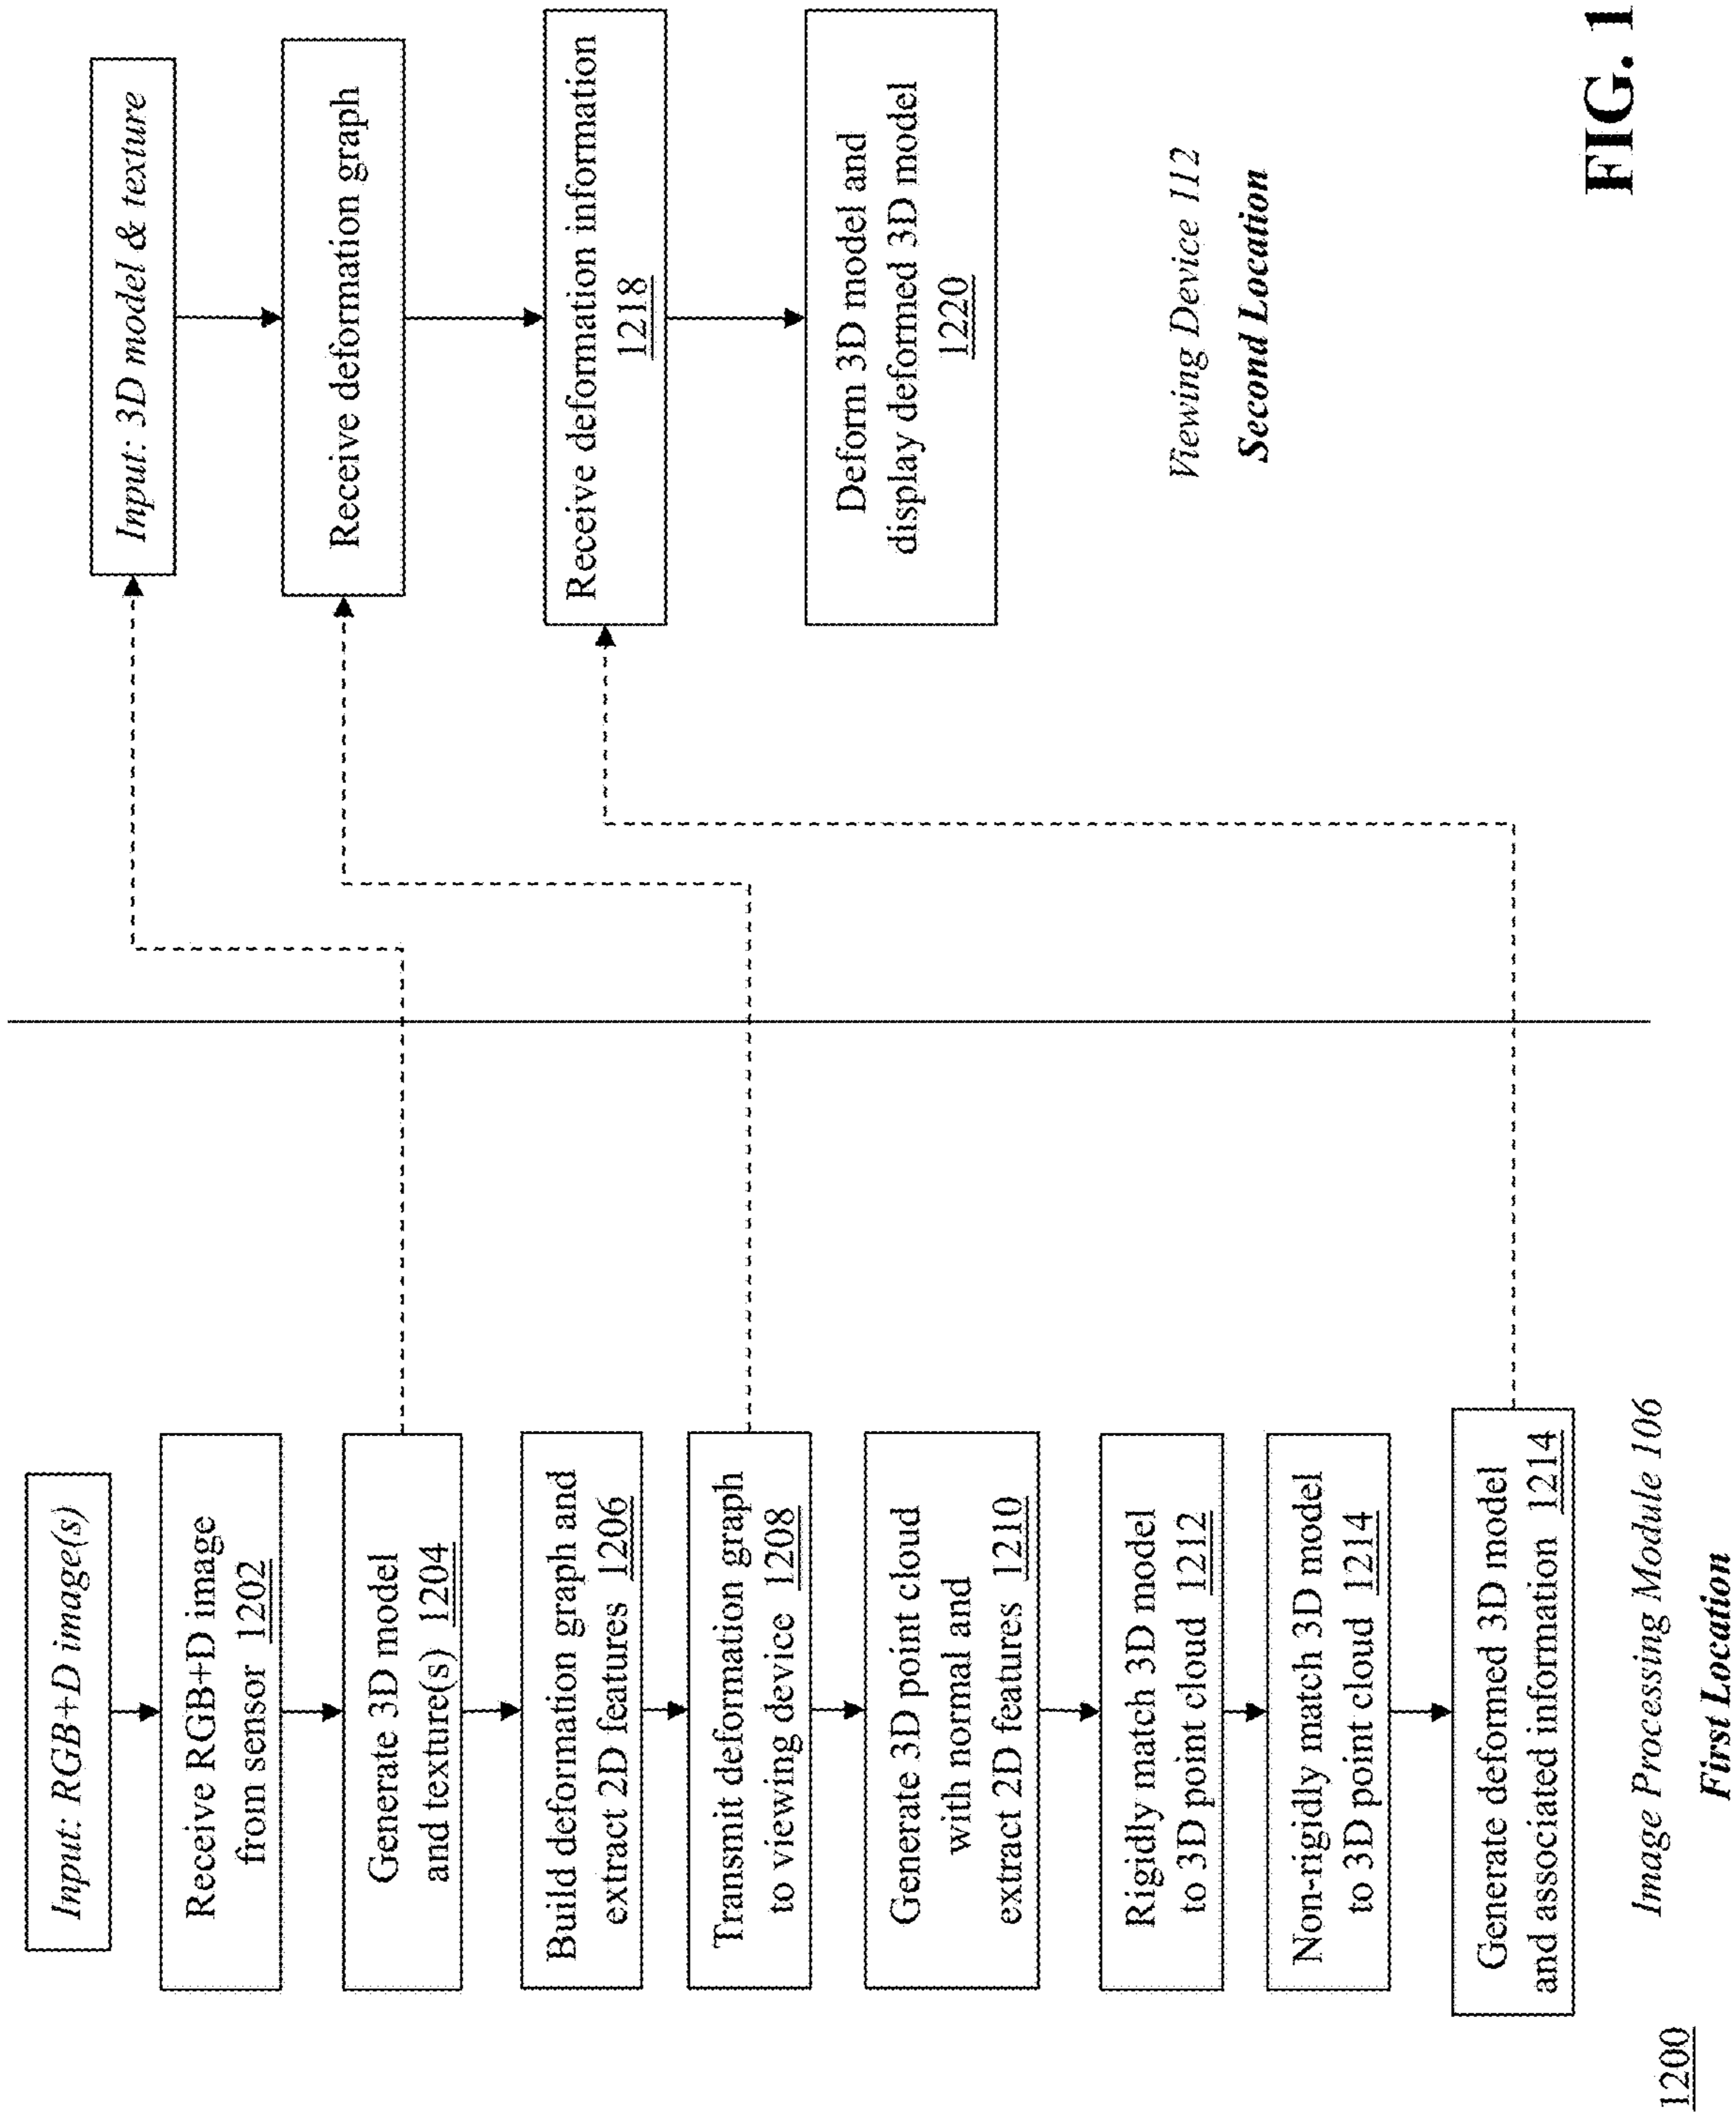 Input: RGB+D image(s)
Receive RGB+D image
from sensor 1202
Generate 3D model
and texture(s) 1204
Build deformation graph and
extract 2D features 1206
Transmit deformation graph
to viewing device 1208
Generate 3D point cloud
with normal and
extract 2D features 1210
Rigidly match 3D model
to 3D point cloud 1212
Non-rigidly match 3D model
to 3D point cloud 1214
Generate deformed 3D model
and associated information 1214
Image Processing Module 106
First Location
1200
Input: 3D model & texture
Receive deformation graph
Receive deformation information
1218
Deform 3D model and
display deformed 3D model
1220
Viewing Device 112
Second Location
FIG. 1